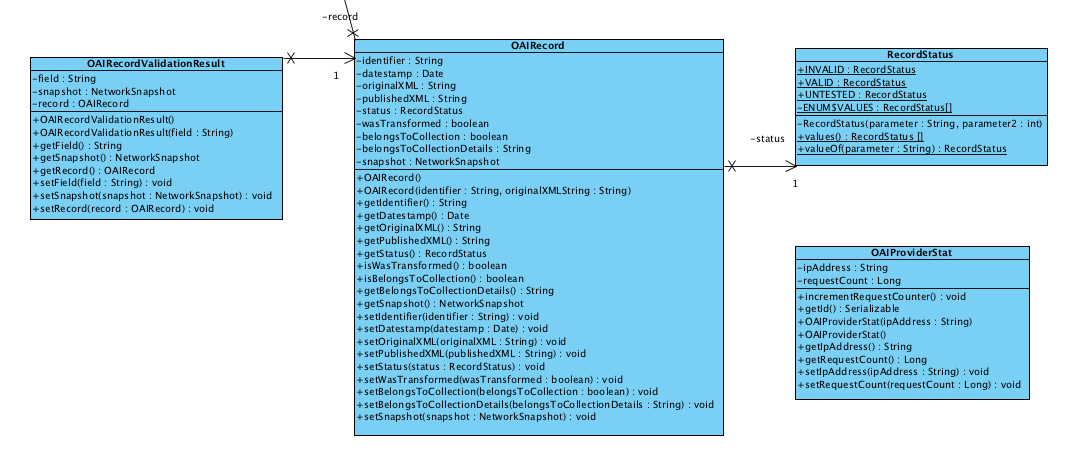 -record
1
OAIRecordValidationResult
-field : String
-snapshot : NetworkSnapshot
-record : OAIRecord
+OAIRecordValidationResult()
+OAIRecordValidationResult(field : String)
+getField() : String
+getSnapshot() : NetworkSnapshot
+getRecord() : OAIRecord
+setField(field : String) : void
+setSnapshot(snapshot : NetworkSnapshot) : void
+setRecord(record : OAIRecord) : void
OAIRecord
-identifier : String
-datestamp : Date
-originalXML : String
-publishedXML : String
-status : RecordStatus
-wasTransformed : boolean
-belongsToCollection : boolean
-belongsToCollectionDetails : String
-snapshot : NetworkSnapshot
+OAIRecord()
+OAIRecord(identifier : String, originalXMLString : String)
+getIdentifier() : String
+getDatestamp() : Date
+getOriginalXML() : String
+getPublishedXML() : String
+getStatus() : RecordStatus
+isWasTransformed() : boolean
+isBelongsToCollection() : boolean
+getBelongsToCollectionDetails() : String
+getSnapshot() : NetworkSnapshot
+setIdentifier(identifier : String) : void
+setDatestamp(datestamp : Date) : void
+setOriginalXML(originalXML : String) : void
+setPublishedXML(publishedXML : String) : void
+setStatus(status : RecordStatus) : void
+setWasTransformed(wasTransformed : boolean) : void
+setBelongsToCollection(belongsToCollection : boolean) : void
+setBelongsToCollectionDetails(belongsToCollectionDetails : String) : void
+setSnapshot(snapshot : NetworkSnapshot) : void
-status
1
RecordStatus
+INVALID : RecordStatus
+VALID : RecordStatus
+UNTESTED : RecordStatus
-ENUM$VALUES : RecordStatus[]
-RecordStatus(parameter : String, parameter2 : int)
+values() : RecordStatus []
+valueOf(parameter : String) : RecordStatus
OAIProviderStat
-ipAddress : String
-requestCount : Long
+incrementRequestCounter() : void
+getId() : Serializable
+OAIProviderStat(ipAddress : String)
+OAIProviderStat()
+getIpAddress() : String
+getRequestCount() : Long
+setIpAddress(ipAddress : String) : void
+setRequestCount(requestCount : Long) : void